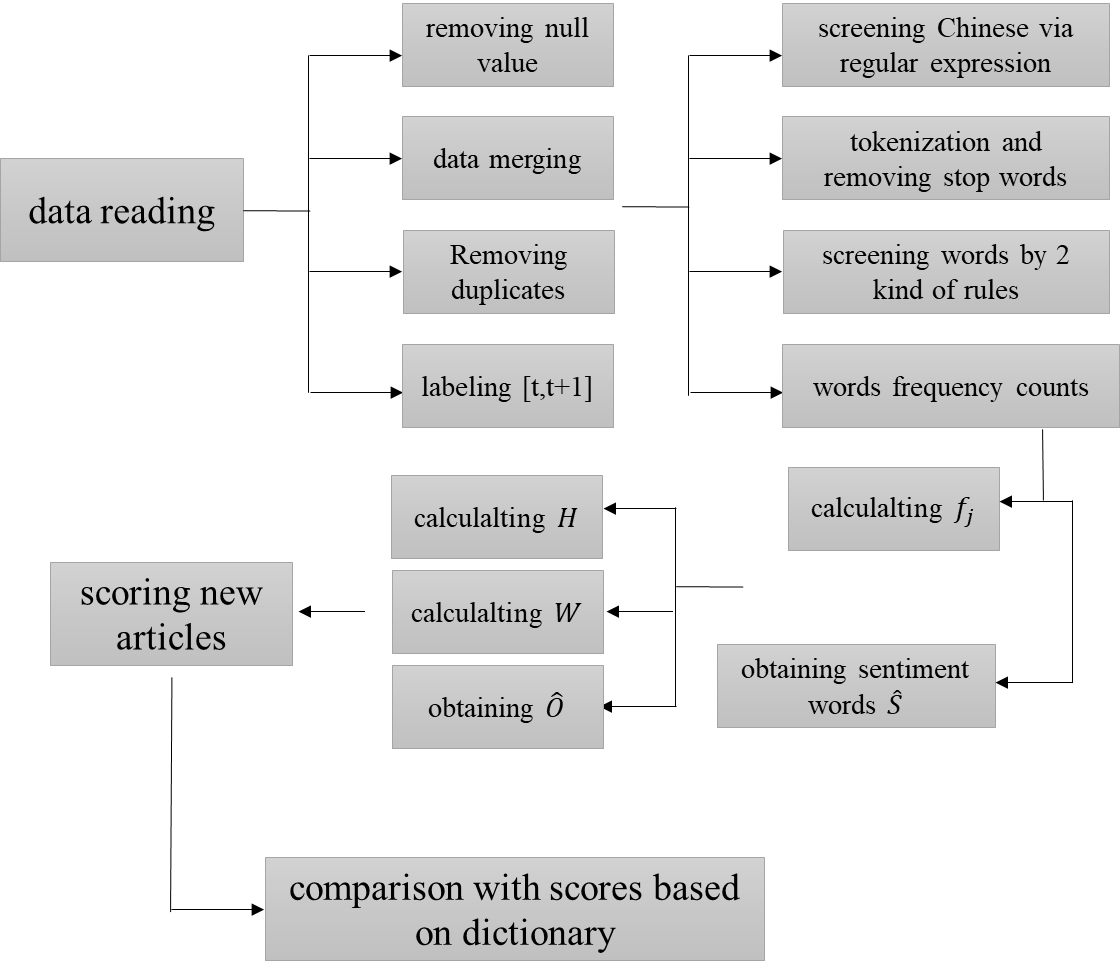 data reading
removing null
value
data merging
Removing
duplicates
labeling [t,t+1]
screening Chinese via
regular expression
tokenization and
removing stop words
screening words by 2
kind of rules
words frequency counts
calculalting f_j
obtaining sentiment
words Ŝ
calculalting H
calculalting W
obtaining Ô
scoring new
articles
comparison with scores based
on dictionary